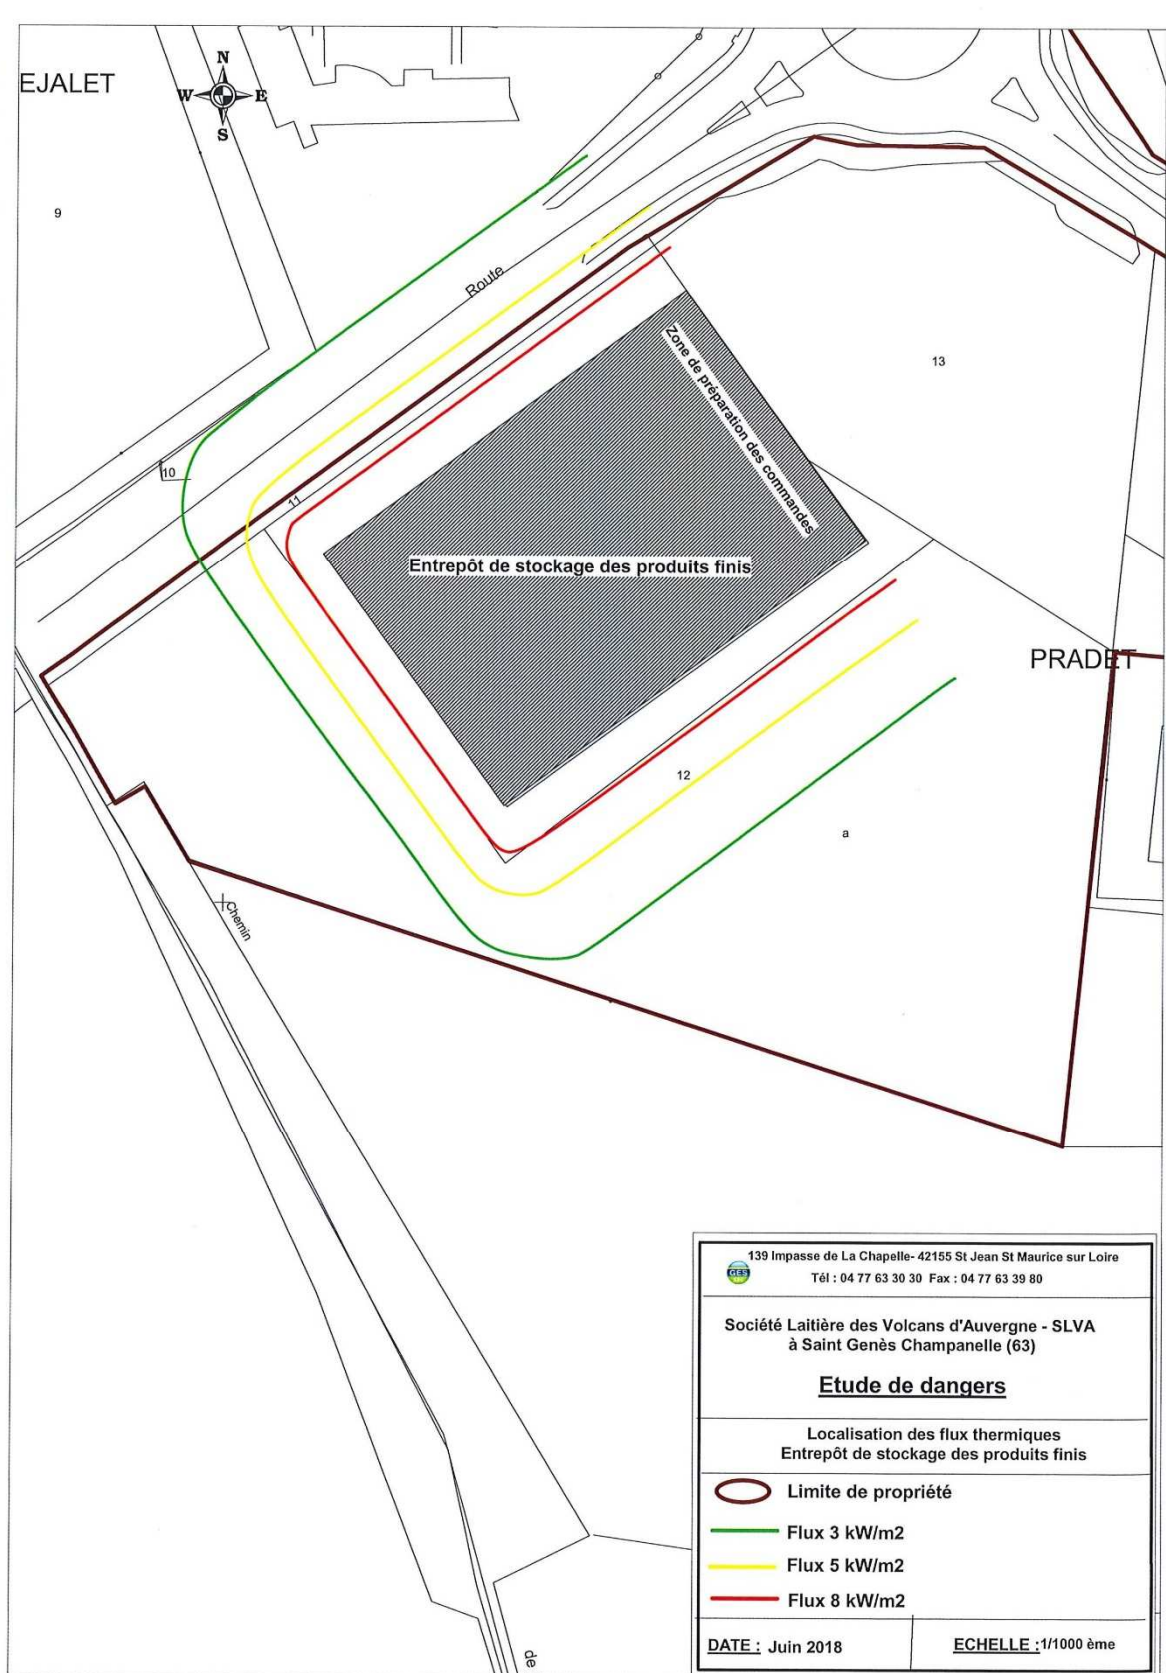 EJALET
N
W E
S
9
Route
Zone de préparation des commandes
13
10
11
Entrepôt de stockage des produits finis
PRADET
12
a
Chemin
139 Impasse de La Chapelle- 42155 St Jean St Maurice sur Loire
GES
Tél : 04 77 63 30 30 Fax : 04 77 63 39 80
Société Laitière des Volcans d'Auvergne - SLVA
à Saint Genès Champanelle (63)
Etude de dangers
Localisation des flux thermiques
Entrepôt de stockage des produits finis
Limite de propriété
Flux 3 kW/m2
Flux 5 kW/m2
Flux 8 kW/m2
DATE : Juin 2018
ECHELLE :1/1000 ème
de